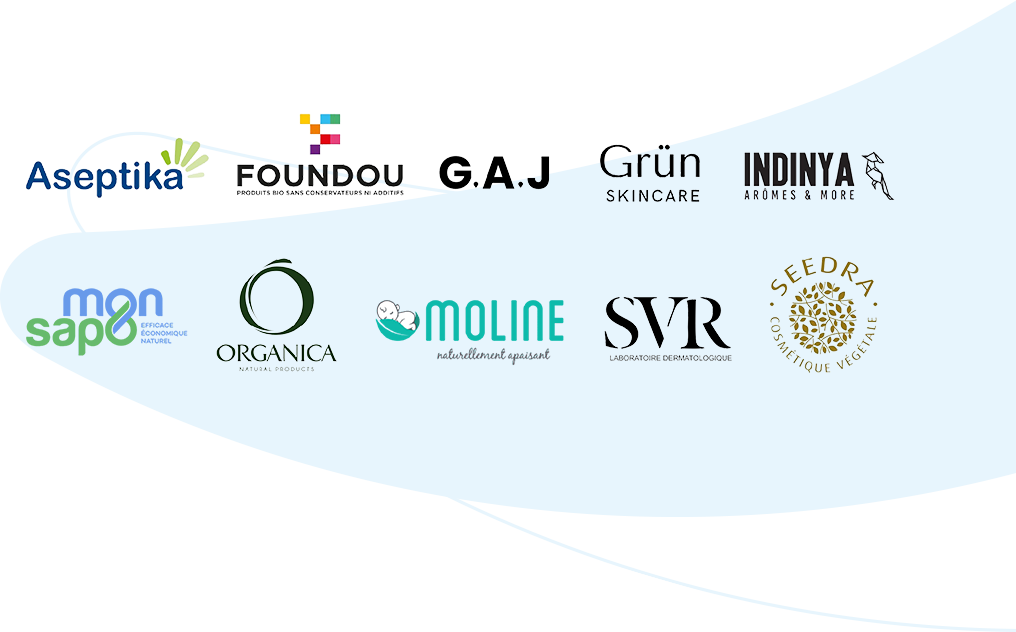 Aseptika
FOUNDOU
PRODUITS BIO SANS CONSERVATEURS NI ADDITIFS
G.A.J
Grün
SKINCARE
INDINYA
ARÔMES & MORE
mon
sapo
EFFICACE
ÉCONOMIQUE
NATUREL
ORGANICA
NATURAL PRODUCTS
MOLINE
naturellement apaisant
SVR
LABORATOIRE DERMATOLOGIQUE
SEEDRA
COSMÉTIQUE VÉGÉTALE